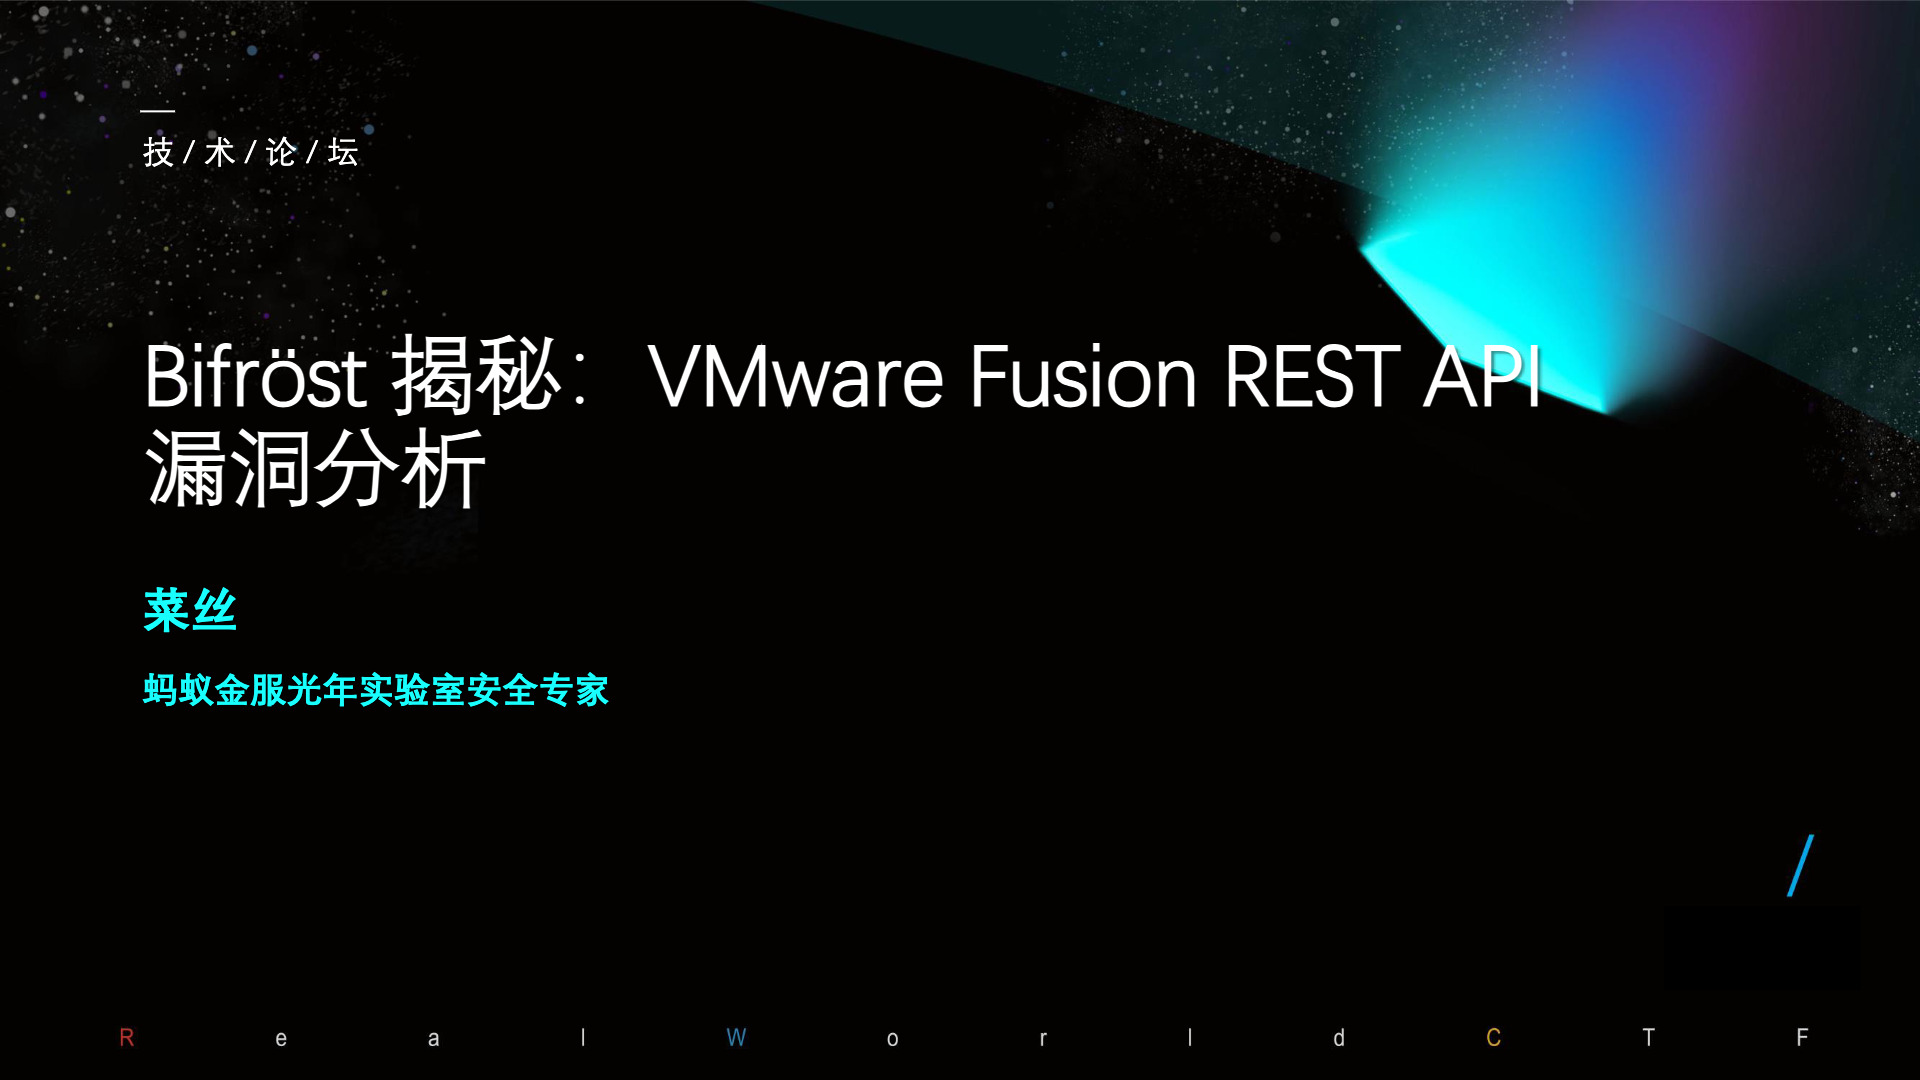 技/术/论/坛
Bifröst 揭秘： VMware Fusion REST API
漏洞分析
菜丝
蚂蚁金服光年实验室安全专家
/
R e a l W o r l d C T F